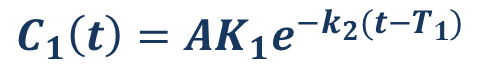 C₁(t) = AK₁e^{-k₂(t-T₁)}